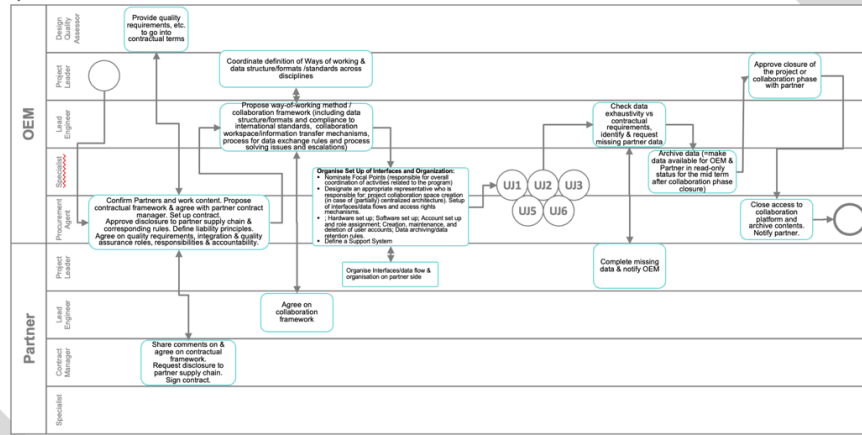 OEM
Partner
Design
Quality
Assessor
Project
Leader
Lead
Engineer
Specialist
Procurement
Agent
Project
Leader
Lead
Engineer
Contract
Manager
Specialist
Provide quality
requirements, etc.
to go into
contractual terms
Coordinate definition of Ways of working &
data structure/formats /standards across
disciplines
Propose way-of-working method /
collaboration framework (including data
structure/formats and compliance to
international standards, collaboration
workspace/information transfer mechanisms,
process for data exchange rules and process
solving issues and escalations)
Confirm Partners and work content. Propose
contractual framework & agree with partner contract
manager. Set up contract.
Approve disclosure to partner supply chain &
corresponding rules. Define liability principles.
Agree on quality requirements, integration & quality
assurance roles, responsibilities & accountability.
Organise Set Up of Interfaces and Organization:
• Nominate Focal Points (responsible for overall
coordination of activities related to the program)
• Designate an appropriate representative who is
responsible for: project collaboration space creation
(in case of (partially) centralized architecture). Setup
of interfaces/data flows and access rights
mechanisms.
• ; Hardware set up; Software set up; Account set up
and role assignment; Creation, maintenance, and
deletion of user accounts; Data archiving/data
retention rules.
• Define a Support System
Organise Interfaces/data flow &
organisation on partner side
Agree on
collaboration
framework
Share comments on &
agree on contractual
framework.
Request disclosure to
partner supply chain.
Sign contract.
UJ1
UJ2
UJ3
UJ5
UJ6
Check data
exhaustivity vs
contractual
requirements,
identify & request
missing partner data
Complete missing
data & notify OEM
Archive data (=make
data available for OEM &
Partner in read-only
status for the mid term
after collaboration phase
closure)
Approve closure of
the project or
collaboration phase
with partner
Close access to
collaboration
platform and
archive contents.
Notify partner.